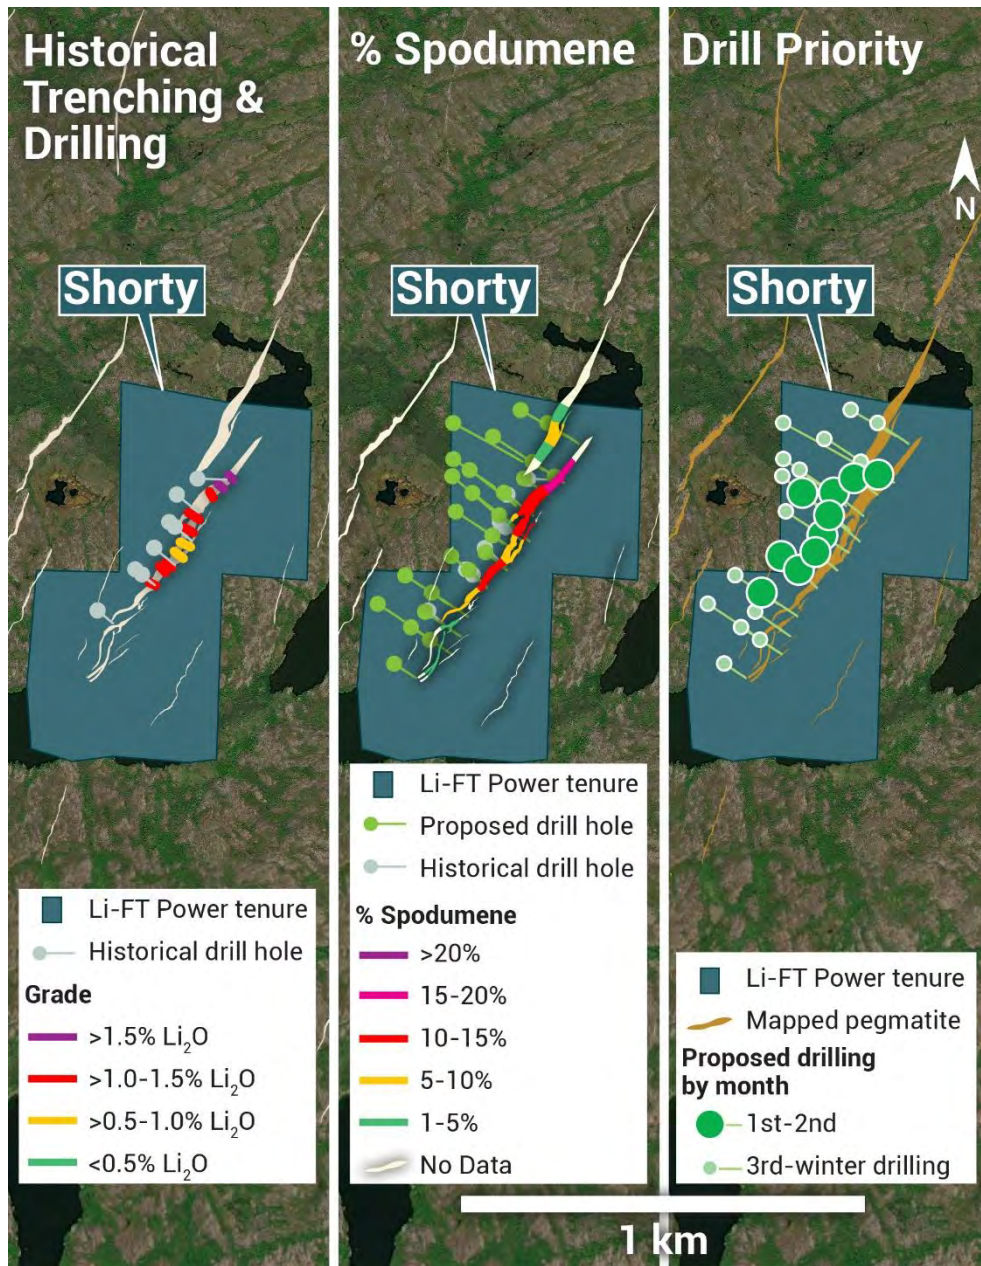 Historical
Trenching &
Drilling
Shorty
Li-FT Power tenure
Historical drill hole
Grade
>1.5% Li₂O
>1.0-1.5% Li₂O
>0.5-1.0% Li₂O
<0.5% Li₂O
% Spodumene
Shorty
Li-FT Power tenure
Proposed drill hole
Historical drill hole
% Spodumene
>20%
15-20%
10-15%
5-10%
1-5%
No Data
Drill Priority
N
Shorty
Li-FT Power tenure
Mapped pegmatite
Proposed drilling
by month
1st-2nd
3rd-winter drilling
1 km